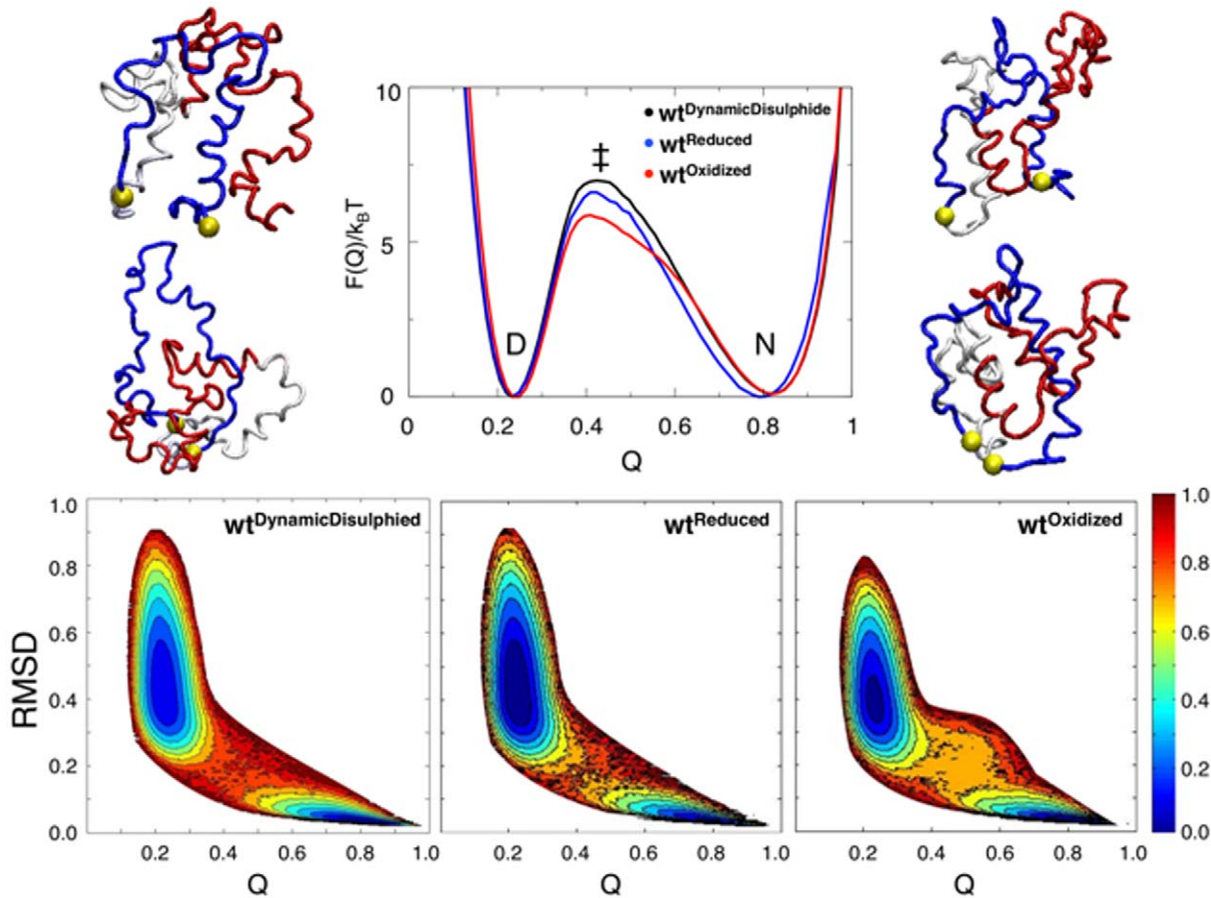 10
5
0
F(Q)/k_BT
wt^DynamicDisulphide
wt^Reduced
wt^Oxidized
‡
D
N
0 0.2 0.4 0.6 0.8 1
Q
1.0
0.8
0.6
0.4
0.2
0.0
RMSD
wt^DynamicDisulphied
wt^Reduced
wt^Oxidized
0.2 0.4 0.6 0.8 1.0
0.2 0.4 0.6 0.8 1.0
0.2 0.4 0.6 0.8 1.0
Q
Q
Q
1.0
0.8
0.6
0.4
0.2
0.0